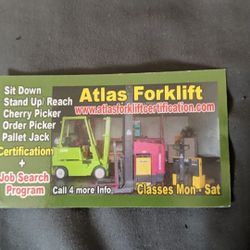 Atlas Forklift
www.atlasforkliftcertification.com
Sit Down
Stand Up/Reach
Cherry Picker
Order Picker
Pallet Jack
Certification
+
Job Search
Program
Call 4 more Info.
Classes Mon - Sat